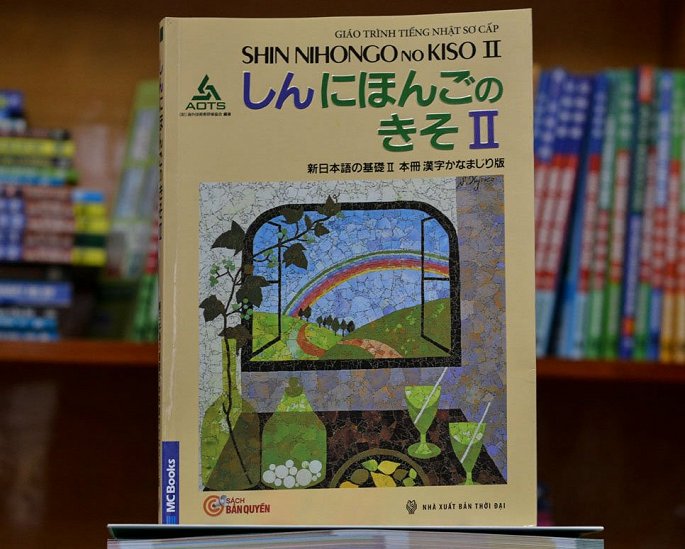 GIÁO TRÌNH TIẾNG NHẬT SƠ CẤP
SHIN NIHONGO NO KISO II
しんにほんごの
きそ II
AOTS
新日本語の基礎 II 本冊 漢字かなまじり版
MCBooks
SÁCH
BẢN QUYỀN
NHÀ XUẤT BẢN THỜI ĐẠI